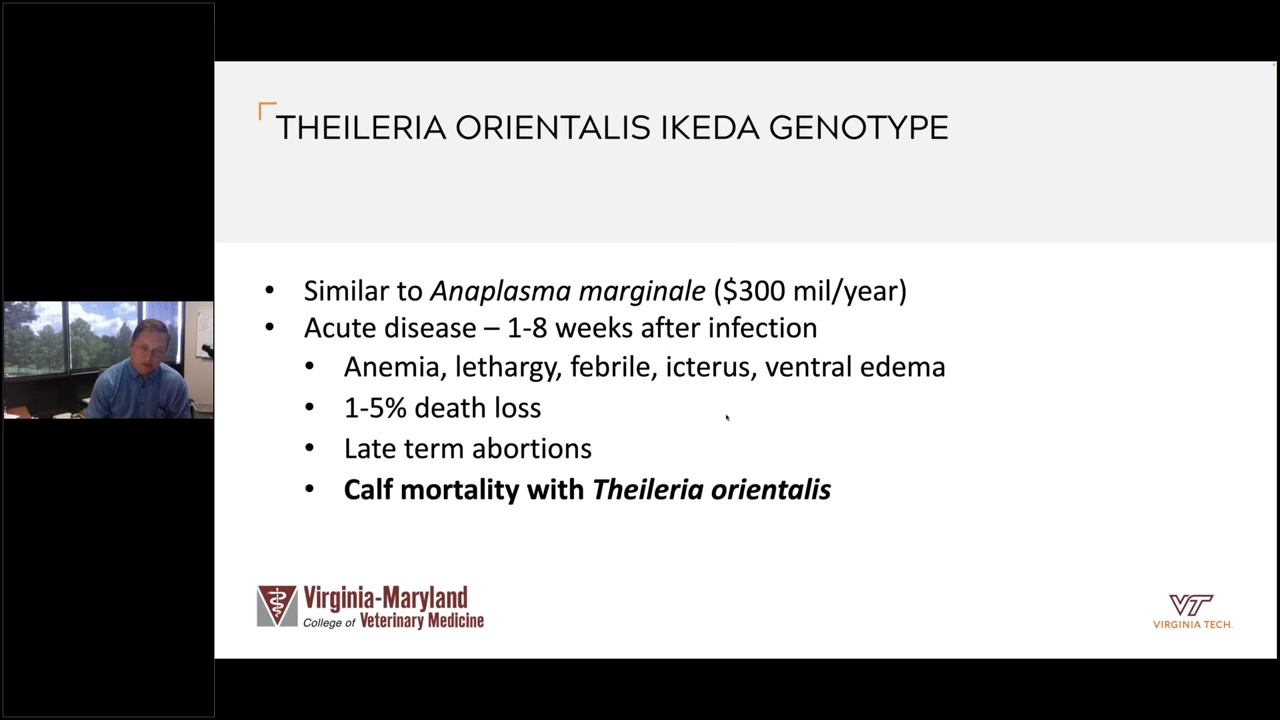 THEILERIA ORIENTALIS IKEDA GENOTYPE
• Similar to Anaplasma marginale ($300 mil/year)
• Acute disease – 1-8 weeks after infection
• Anemia, lethargy, febrile, icterus, ventral edema
• 1-5% death loss
• Late term abortions
• Calf mortality with Theileria orientalis
Virginia-Maryland
College of Veterinary Medicine
VT
VIRGINIA TECH.